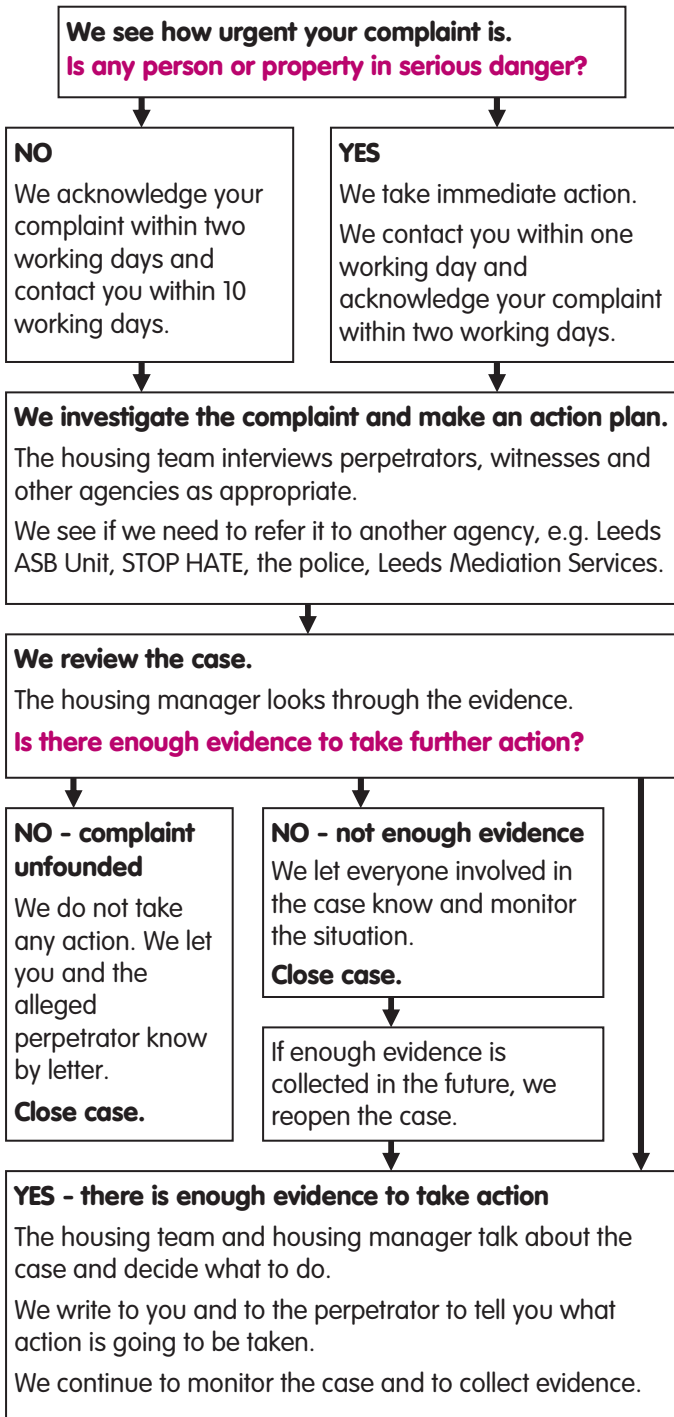 We see how urgent your complaint is.
Is any person or property in serious danger?
NO
We acknowledge your
complaint within two
working days and
contact you within 10
working days.
YES
We take immediate action.
We contact you within one
working day and
acknowledge your complaint
within two working days.
We investigate the complaint and make an action plan.
The housing team interviews perpetrators, witnesses and
other agencies as appropriate.
We see if we need to refer it to another agency, e.g. Leeds
ASB Unit, STOP HATE, the police, Leeds Mediation Services.
We review the case.
The housing manager looks through the evidence.
Is there enough evidence to take further action?
NO - complaint
unfounded
We do not take
any action. We let
you and the
alleged
perpetrator know
by letter.
Close case.
NO - not enough evidence
We let everyone involved in
the case know and monitor
the situation.
Close case.
If enough evidence is
collected in the future, we
reopen the case.
YES - there is enough evidence to take action
The housing team and housing manager talk about the
case and decide what to do.
We write to you and to the perpetrator to tell you what
action is going to be taken.
We continue to monitor the case and to collect evidence.